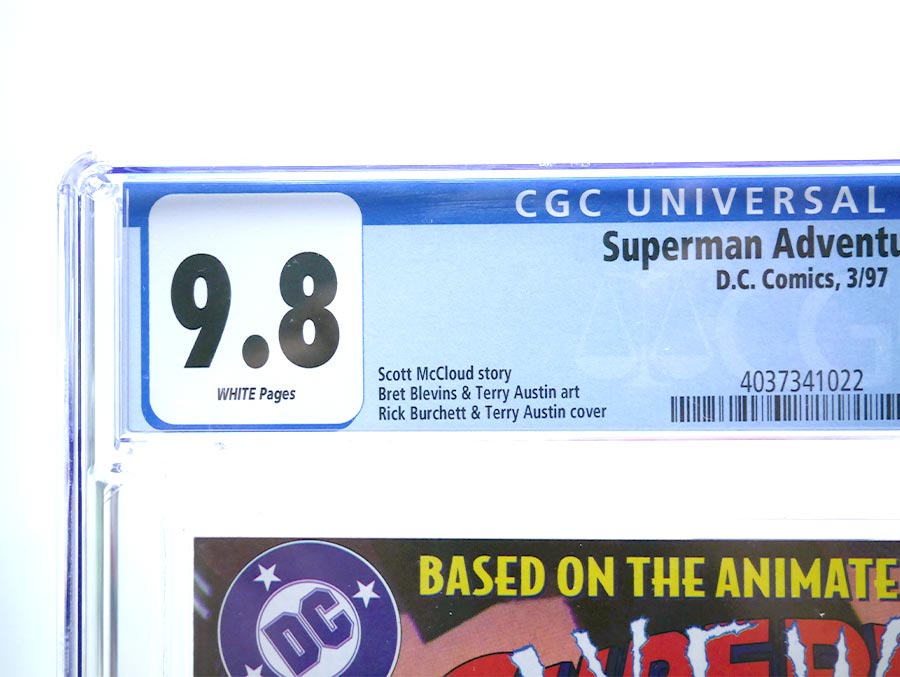 CGC UNIVERSAL
Superman Adventu
D.C. Comics, 3/97
9.8
WHITE Pages
Scott McCloud story
Bret Blevins & Terry Austin art
Rick Burchett & Terry Austin cover
4037341022
CG
DC
BASED ON THE ANIMATE